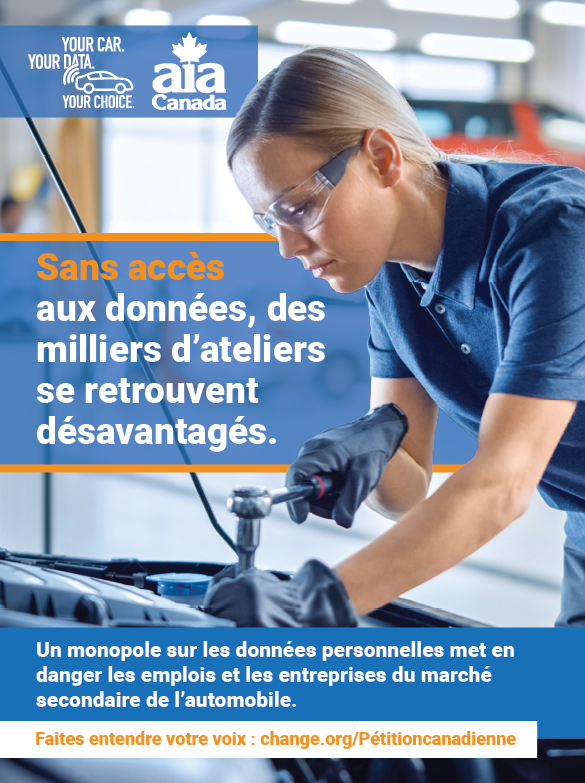 YOUR CAR.
YOUR DATA.
YOUR CHOICE.
aia
Canada
Sans accès
aux données, des
milliers d'ateliers
se retrouvent
désavantagés.
Un monopole sur les données personnelles met en
danger les emplois et les entreprises du marché
secondaire de l'automobile.
Faites entendre votre voix : change.org/Pétitioncanadienne